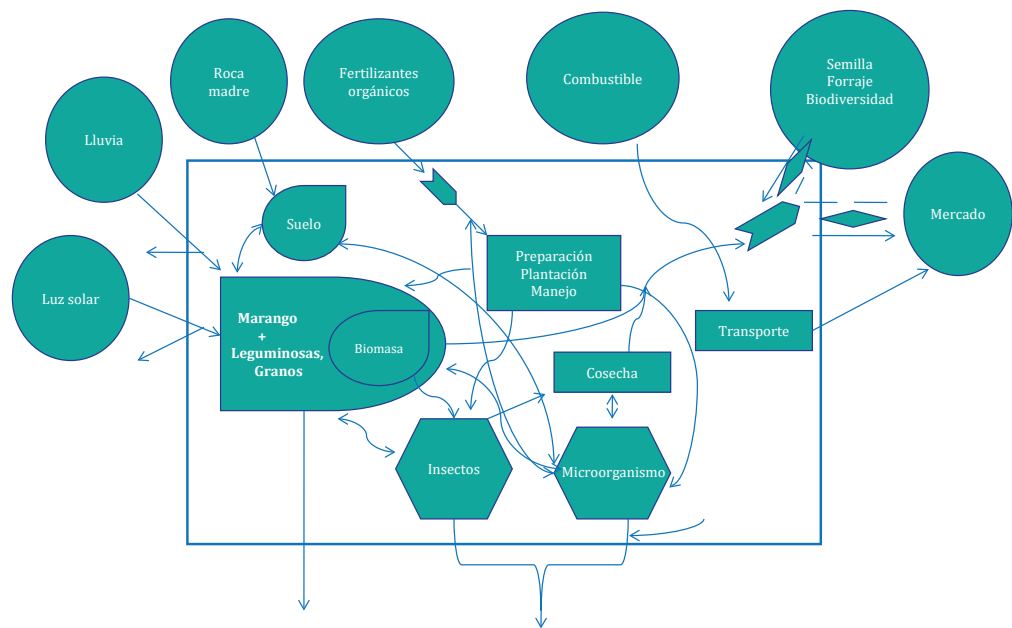 Roca
madre
Fertilizantes
orgánicos
Combustible
Semilla
Forraje
Biodiversidad
Lluvia
Mercado
Suelo
Preparación
Plantación
Manejo
Luz solar
Marango
+
Leguminosas,
Granos
Biomasa
Transporte
Cosecha
Insectos
Microorganismo